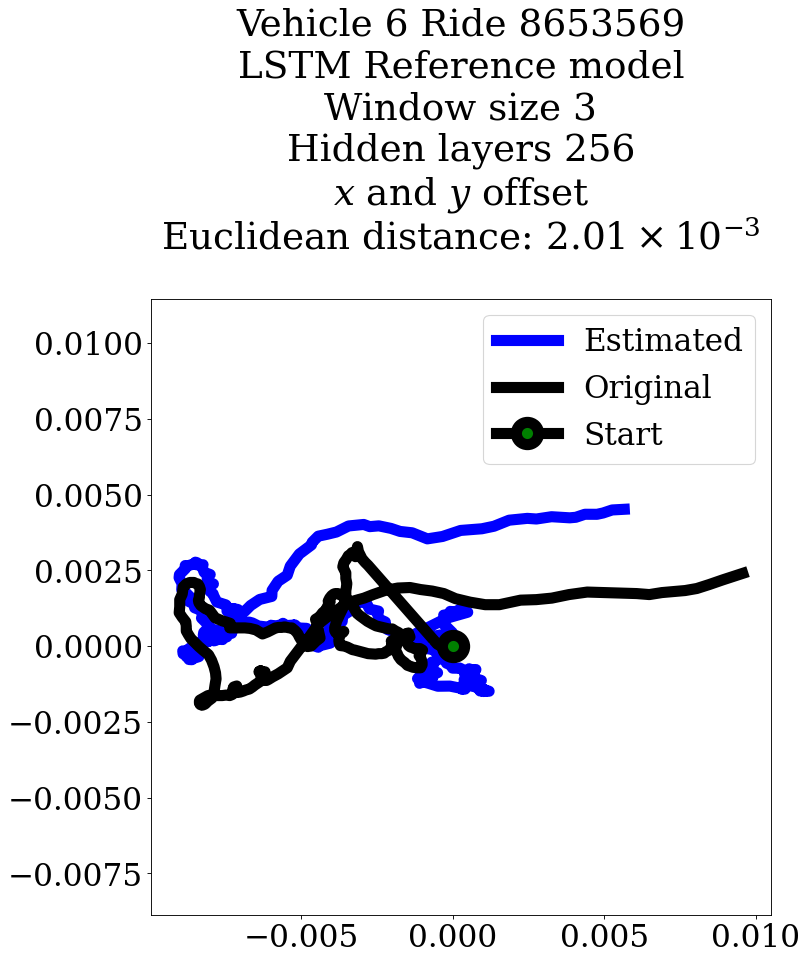 Vehicle 6 Ride 8653569
LSTM Reference model
Window size 3
Hidden layers 256
x and y offset
Euclidean distance: 2.01 × 10⁻³
Estimated
Original
Start
0.0100
0.0075
0.0050
0.0025
0.0000
−0.0025
−0.0050
−0.0075
−0.005 0.000 0.005 0.010